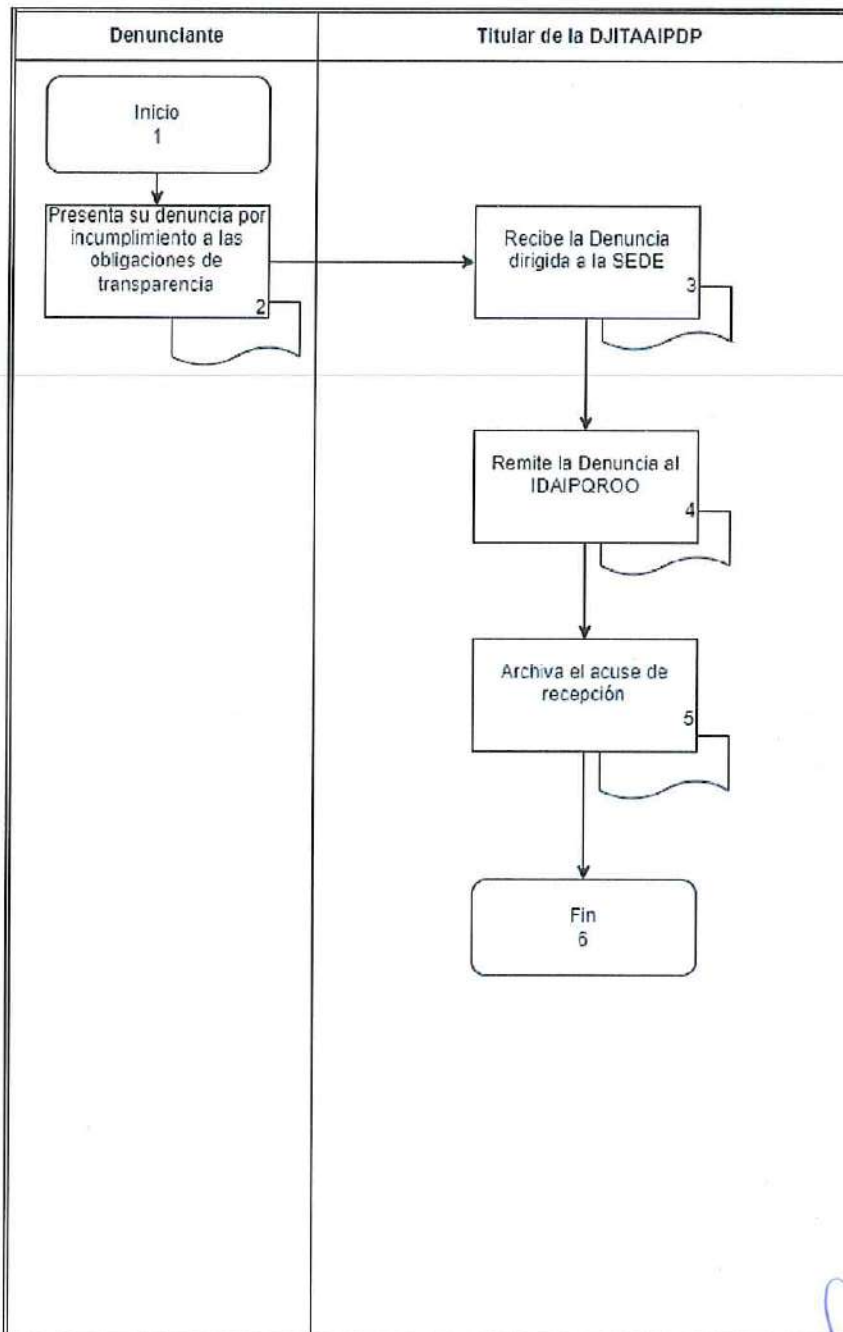 Denunciante
Titular de la DJITAAIPDP
Inicio
1
Presenta su denuncia por
incumplimiento a las
obligaciones de
transparencia
2
Recibe la Denuncia
dirigida a la SEDE
3
Remite la Denuncia al
IDAIPQROO
4
Archiva el acuse de
recepción
5
Fin
6